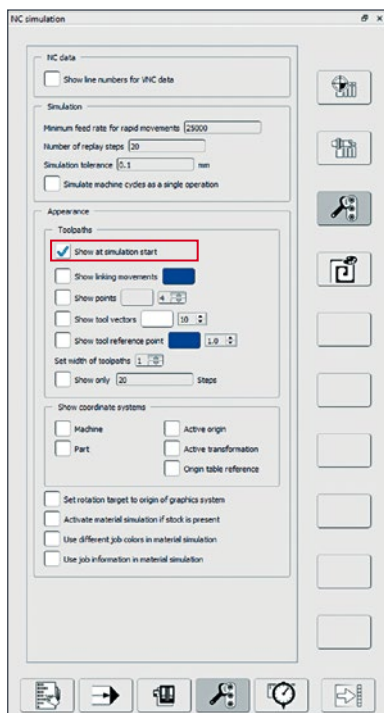 NC simulation
NC data
Show line numbers for VNC data
Simulation
Minimum feed rate for rapid movements 25000
Number of replay steps 20
Simulation tolerance 0.1 mm
Simulate machine cycles as a single operation
Appearance
Toolpaths
Show at simulation start
Show linking movements
Show points 4
Show tool vectors 10
Show tool reference point 1.0
Set width of toolpaths 1
Show only 20 Steps
Show coordinate systems
Machine Active origin
Part Active transformation
Origin table reference
Set rotation target to origin of graphics system
Activate material simulation if stock is present
Use different job colors in material simulation
Use job information in material simulation